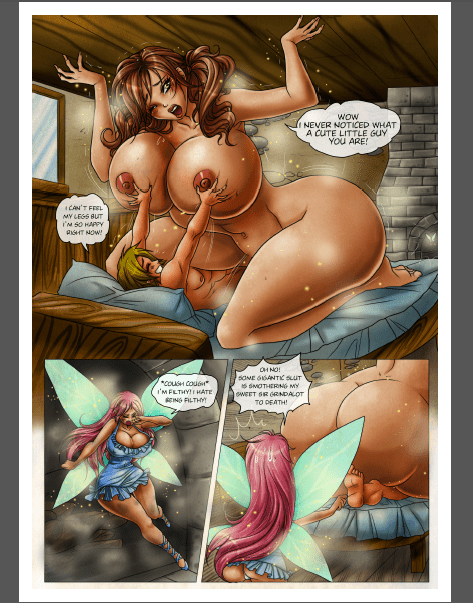 WOW
I NEVER NOTICED WHAT
A CUTE LITTLE GUY
YOU ARE!
I CAN'T FEEL
MY LEGS BUT
I'M SO HAPPY
RIGHT NOW!
*COUGH COUGH*
I'M FILTHY! I HATE
BEING FILTHY!
OH NO!
SOME GIGANTIC SLUT
IS SMOTHERING MY
SWEET SIR GRINDALOT
TO DEATH!